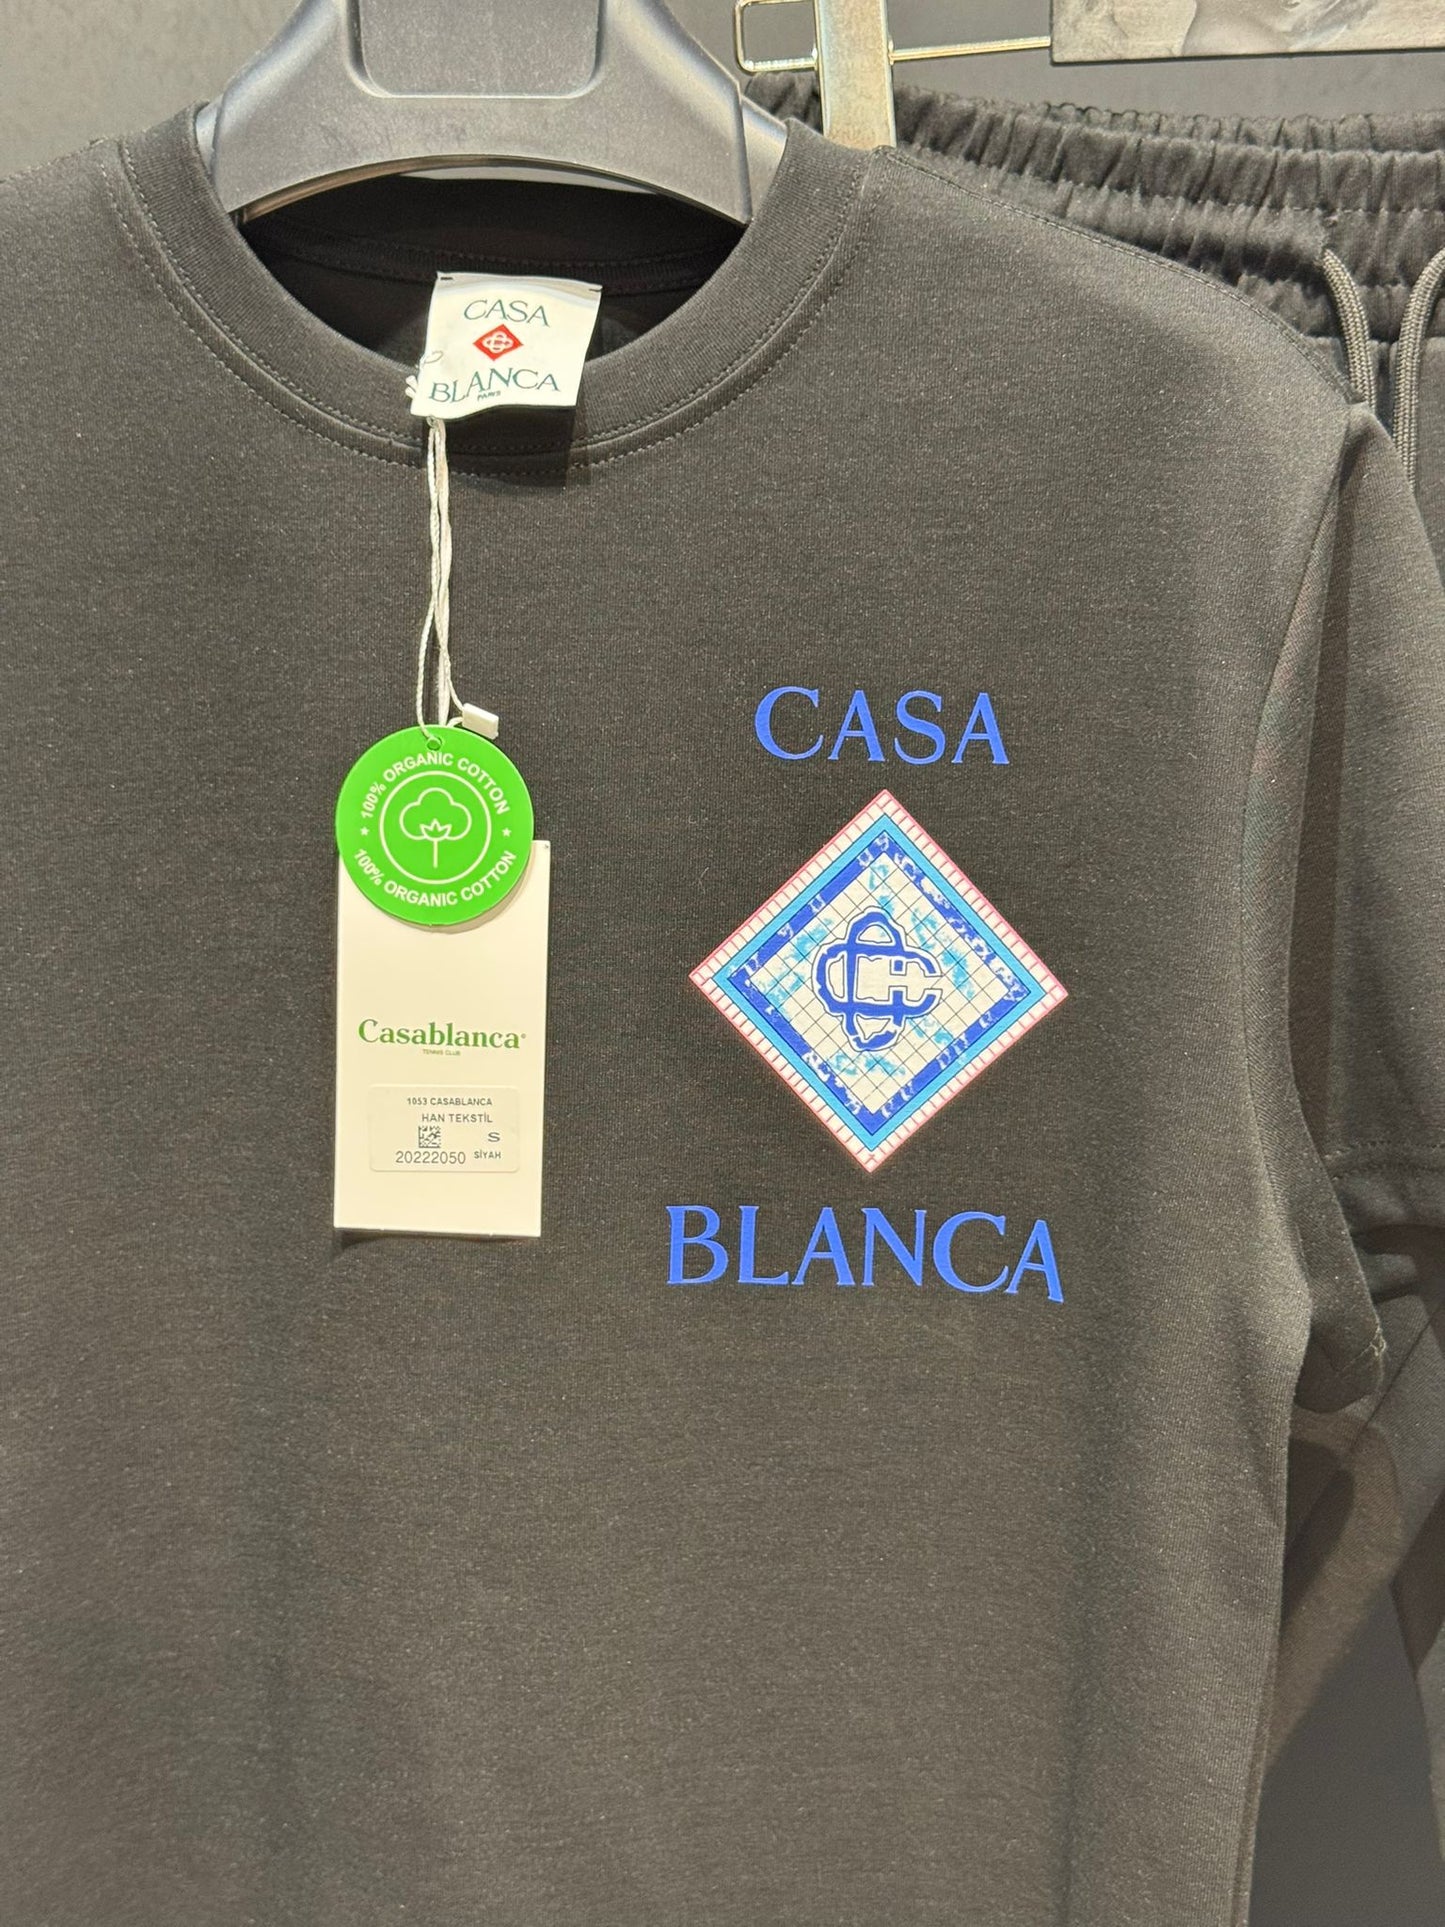 CASA
BLANCA
PARIS
100% ORGANIC COTTON
100% ORGANIC COTTON
Casablanca®
TENNIS CLUB
1053 CASABLANCA
HAN TEKSTİL
S
20222050 SİYAH
CASA
BLANCA